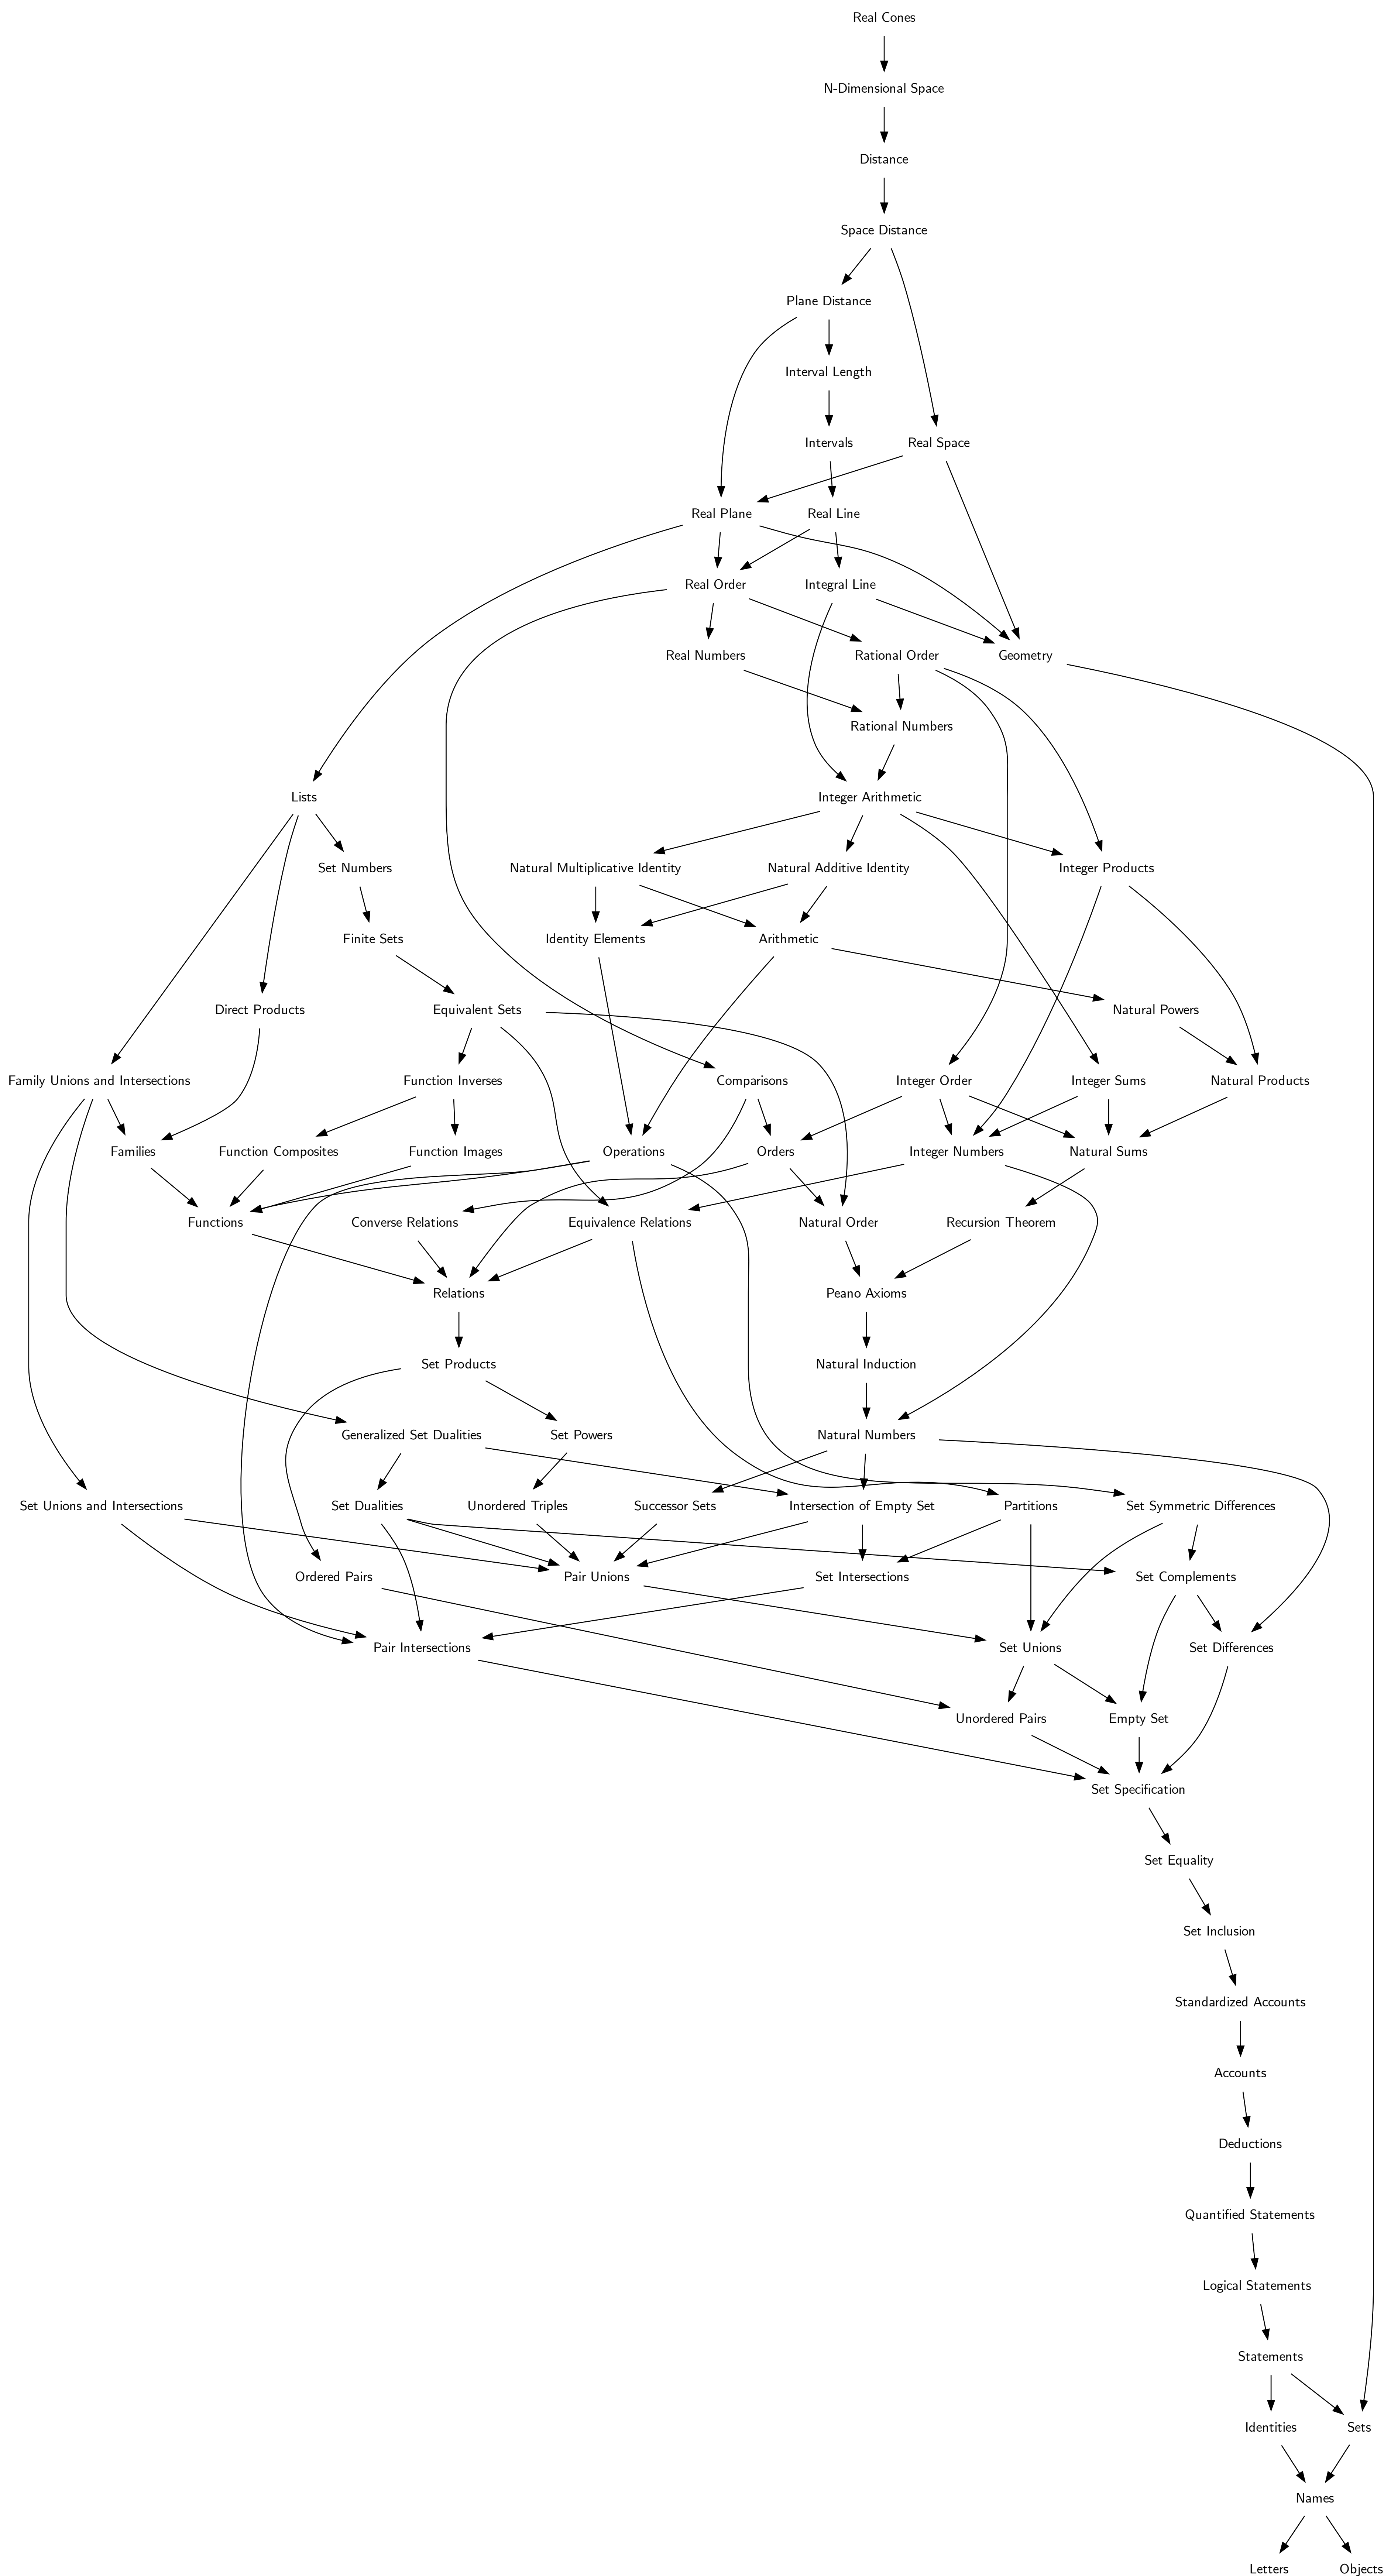 Real Cones
N-Dimensional Space
Distance
Space Distance
Plane Distance
Interval Length
Intervals
Real Space
Real Plane
Real Line
Real Order
Integral Line
Real Numbers
Rational Order
Geometry
Rational Numbers
Lists
Integer Arithmetic
Set Numbers
Natural Multiplicative Identity
Natural Additive Identity
Integer Products
Finite Sets
Identity Elements
Arithmetic
Direct Products
Equivalent Sets
Natural Powers
Family Unions and Intersections
Function Inverses
Comparisons
Integer Order
Integer Sums
Natural Products
Families
Function Composites
Function Images
Operations
Orders
Integer Numbers
Natural Sums
Functions
Converse Relations
Equivalence Relations
Natural Order
Recursion Theorem
Relations
Peano Axioms
Set Products
Natural Induction
Generalized Set Dualities
Set Powers
Natural Numbers
Set Unions and Intersections
Set Dualities
Unordered Triples
Successor Sets
Intersection of Empty Set
Partitions
Set Symmetric Differences
Ordered Pairs
Pair Unions
Set Intersections
Set Complements
Pair Intersections
Set Unions
Set Differences
Unordered Pairs
Empty Set
Set Specification
Set Equality
Set Inclusion
Standardized Accounts
Accounts
Deductions
Quantified Statements
Logical Statements
Statements
Identities
Sets
Names
Letters
Objects